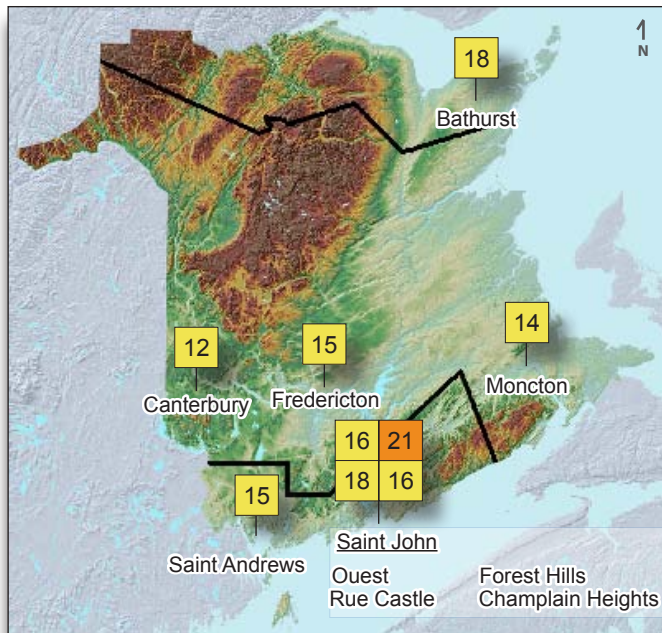 N
18
Bathurst
14
Moncton
12
Canterbury
15
Fredericton
16 21
18 16
15
Saint Andrews
Saint John
Ouest Forest Hills
Rue Castle Champlain Heights